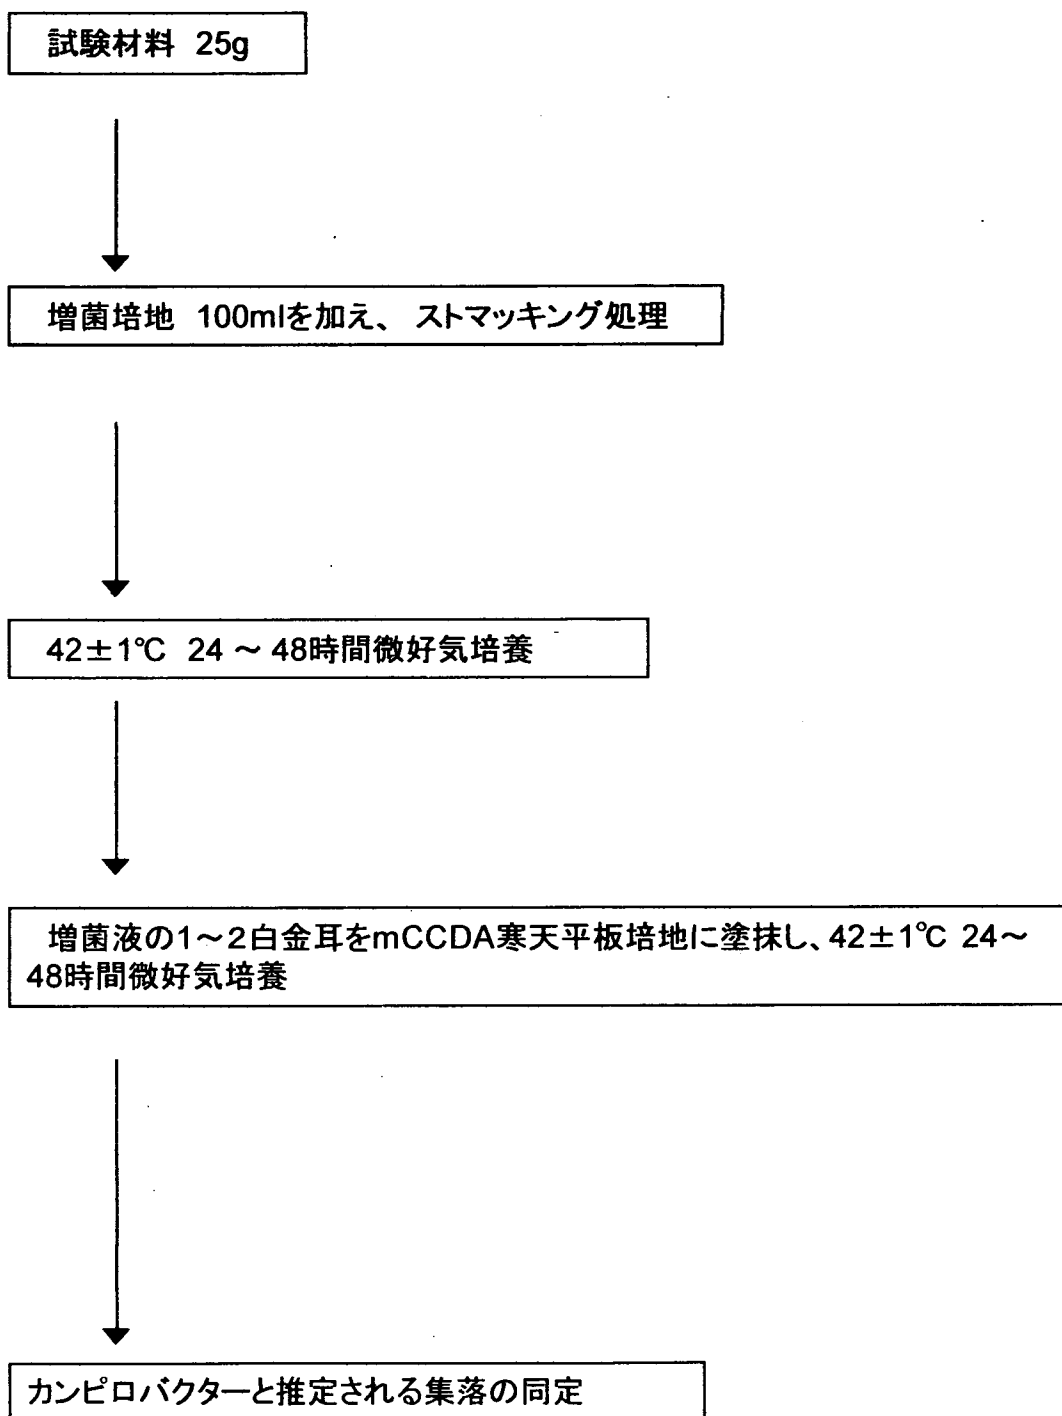 試験材料 25g
増菌培地 100mlを加え、ストマッキング処理
42±1℃ 24 ～ 48時間微好気培養
増菌液の1～2白金耳をmCCDA寒天平板培地に塗抹し、42±1℃ 24～
48時間微好気培養
カンピロバクターと推定される集落の同定